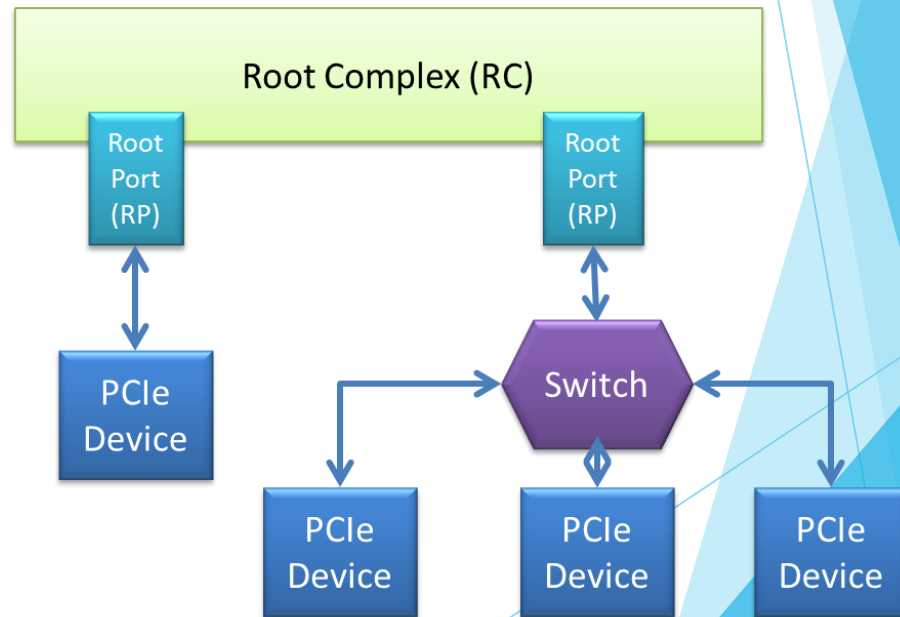 Root Complex (RC)
Root
Port
(RP)
Root
Port
(RP)
PCIe
Device
Switch
PCIe
Device
PCIe
Device
PCIe
Device